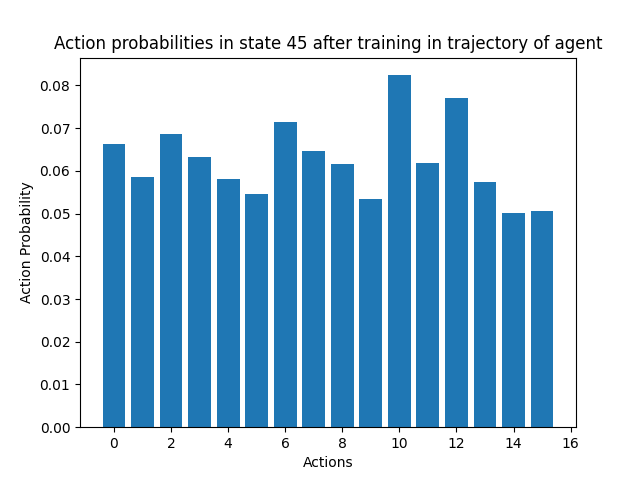 Action probabilities in state 45 after training in trajectory of agent
0.08
0.07
0.06
0.05
0.04
0.03
0.02
0.01
0.00
Action Probability
0 2 4 6 8 10 12 14 16
Actions